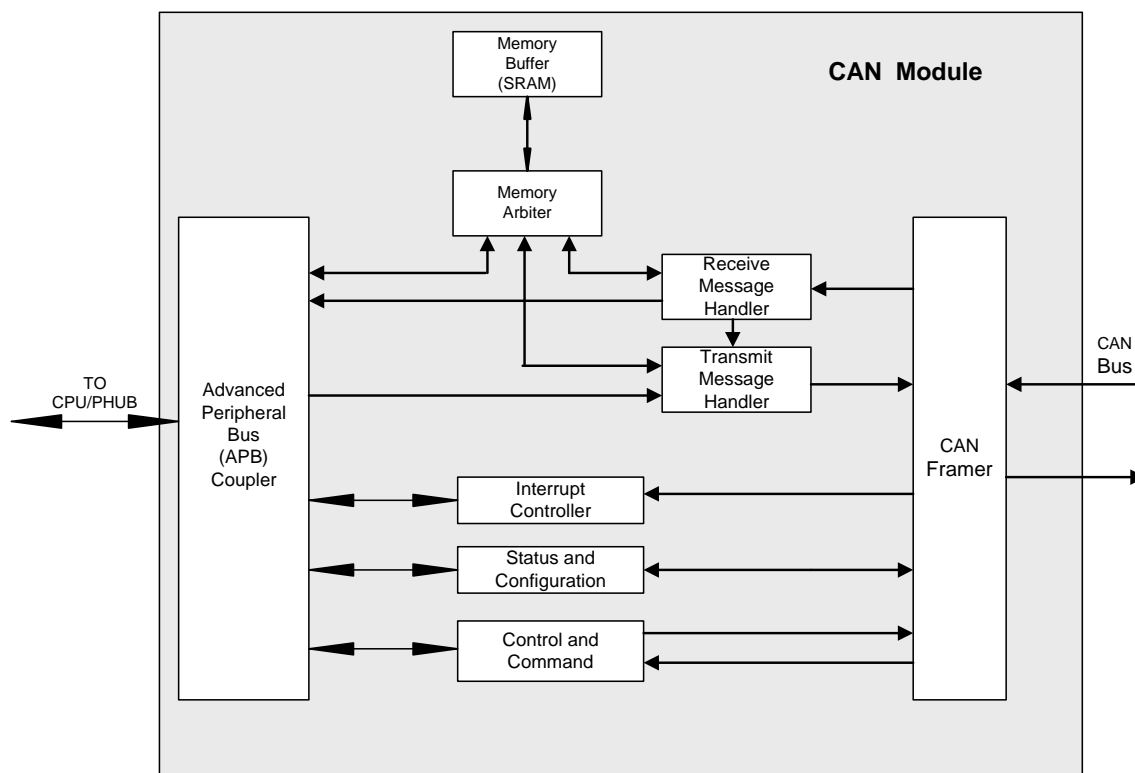 Memory
Buffer
(SRAM)
CAN Module
Memory
Arbiter
Receive
Message
Handler
Transmit
Message
Handler
CAN
Bus
TO
CPU/PHUB
Advanced
Peripheral
Bus
(APB)
Coupler
CAN
Framer
Interrupt
Controller
Status and
Configuration
Control and
Command